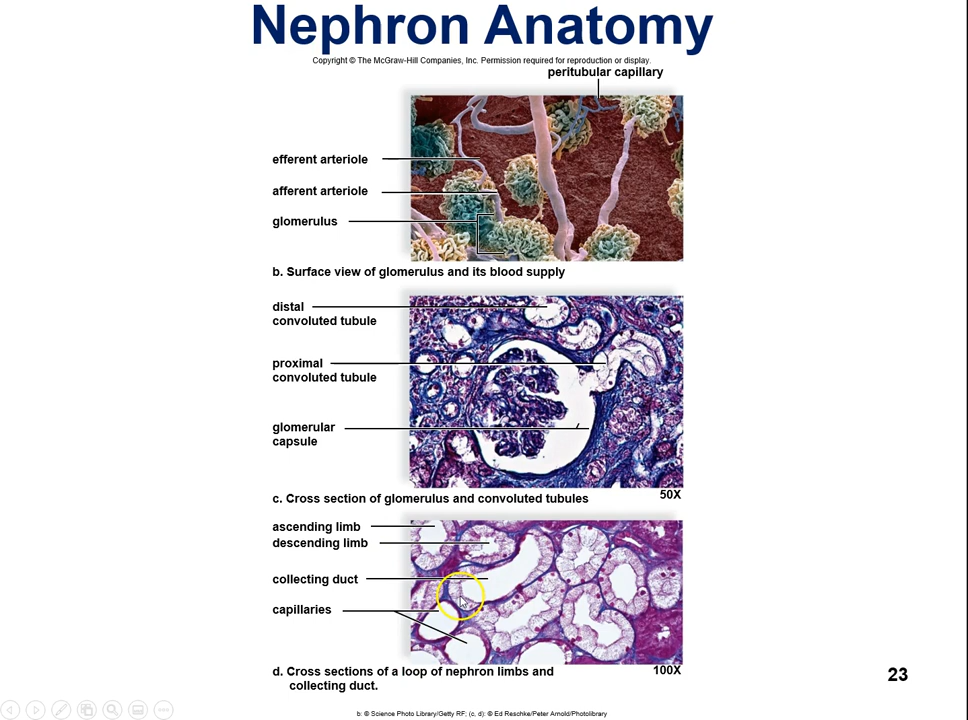 Nephron Anatomy
Copyright © The McGraw-Hill Companies, Inc. Permission required for reproduction or display.
peritubular capillary
efferent arteriole
afferent arteriole
glomerulus
b. Surface view of glomerulus and its blood supply
distal
convoluted tubule
proximal
convoluted tubule
glomerular
capsule
50X
c. Cross section of glomerulus and convoluted tubules
ascending limb
descending limb
collecting duct
capillaries
100X
d. Cross sections of a loop of nephron limbs and
collecting duct.
23
b: © Science Photo Library/Getty RF; (c, d): © Ed Reschke/Peter Arnold/Photolibrary